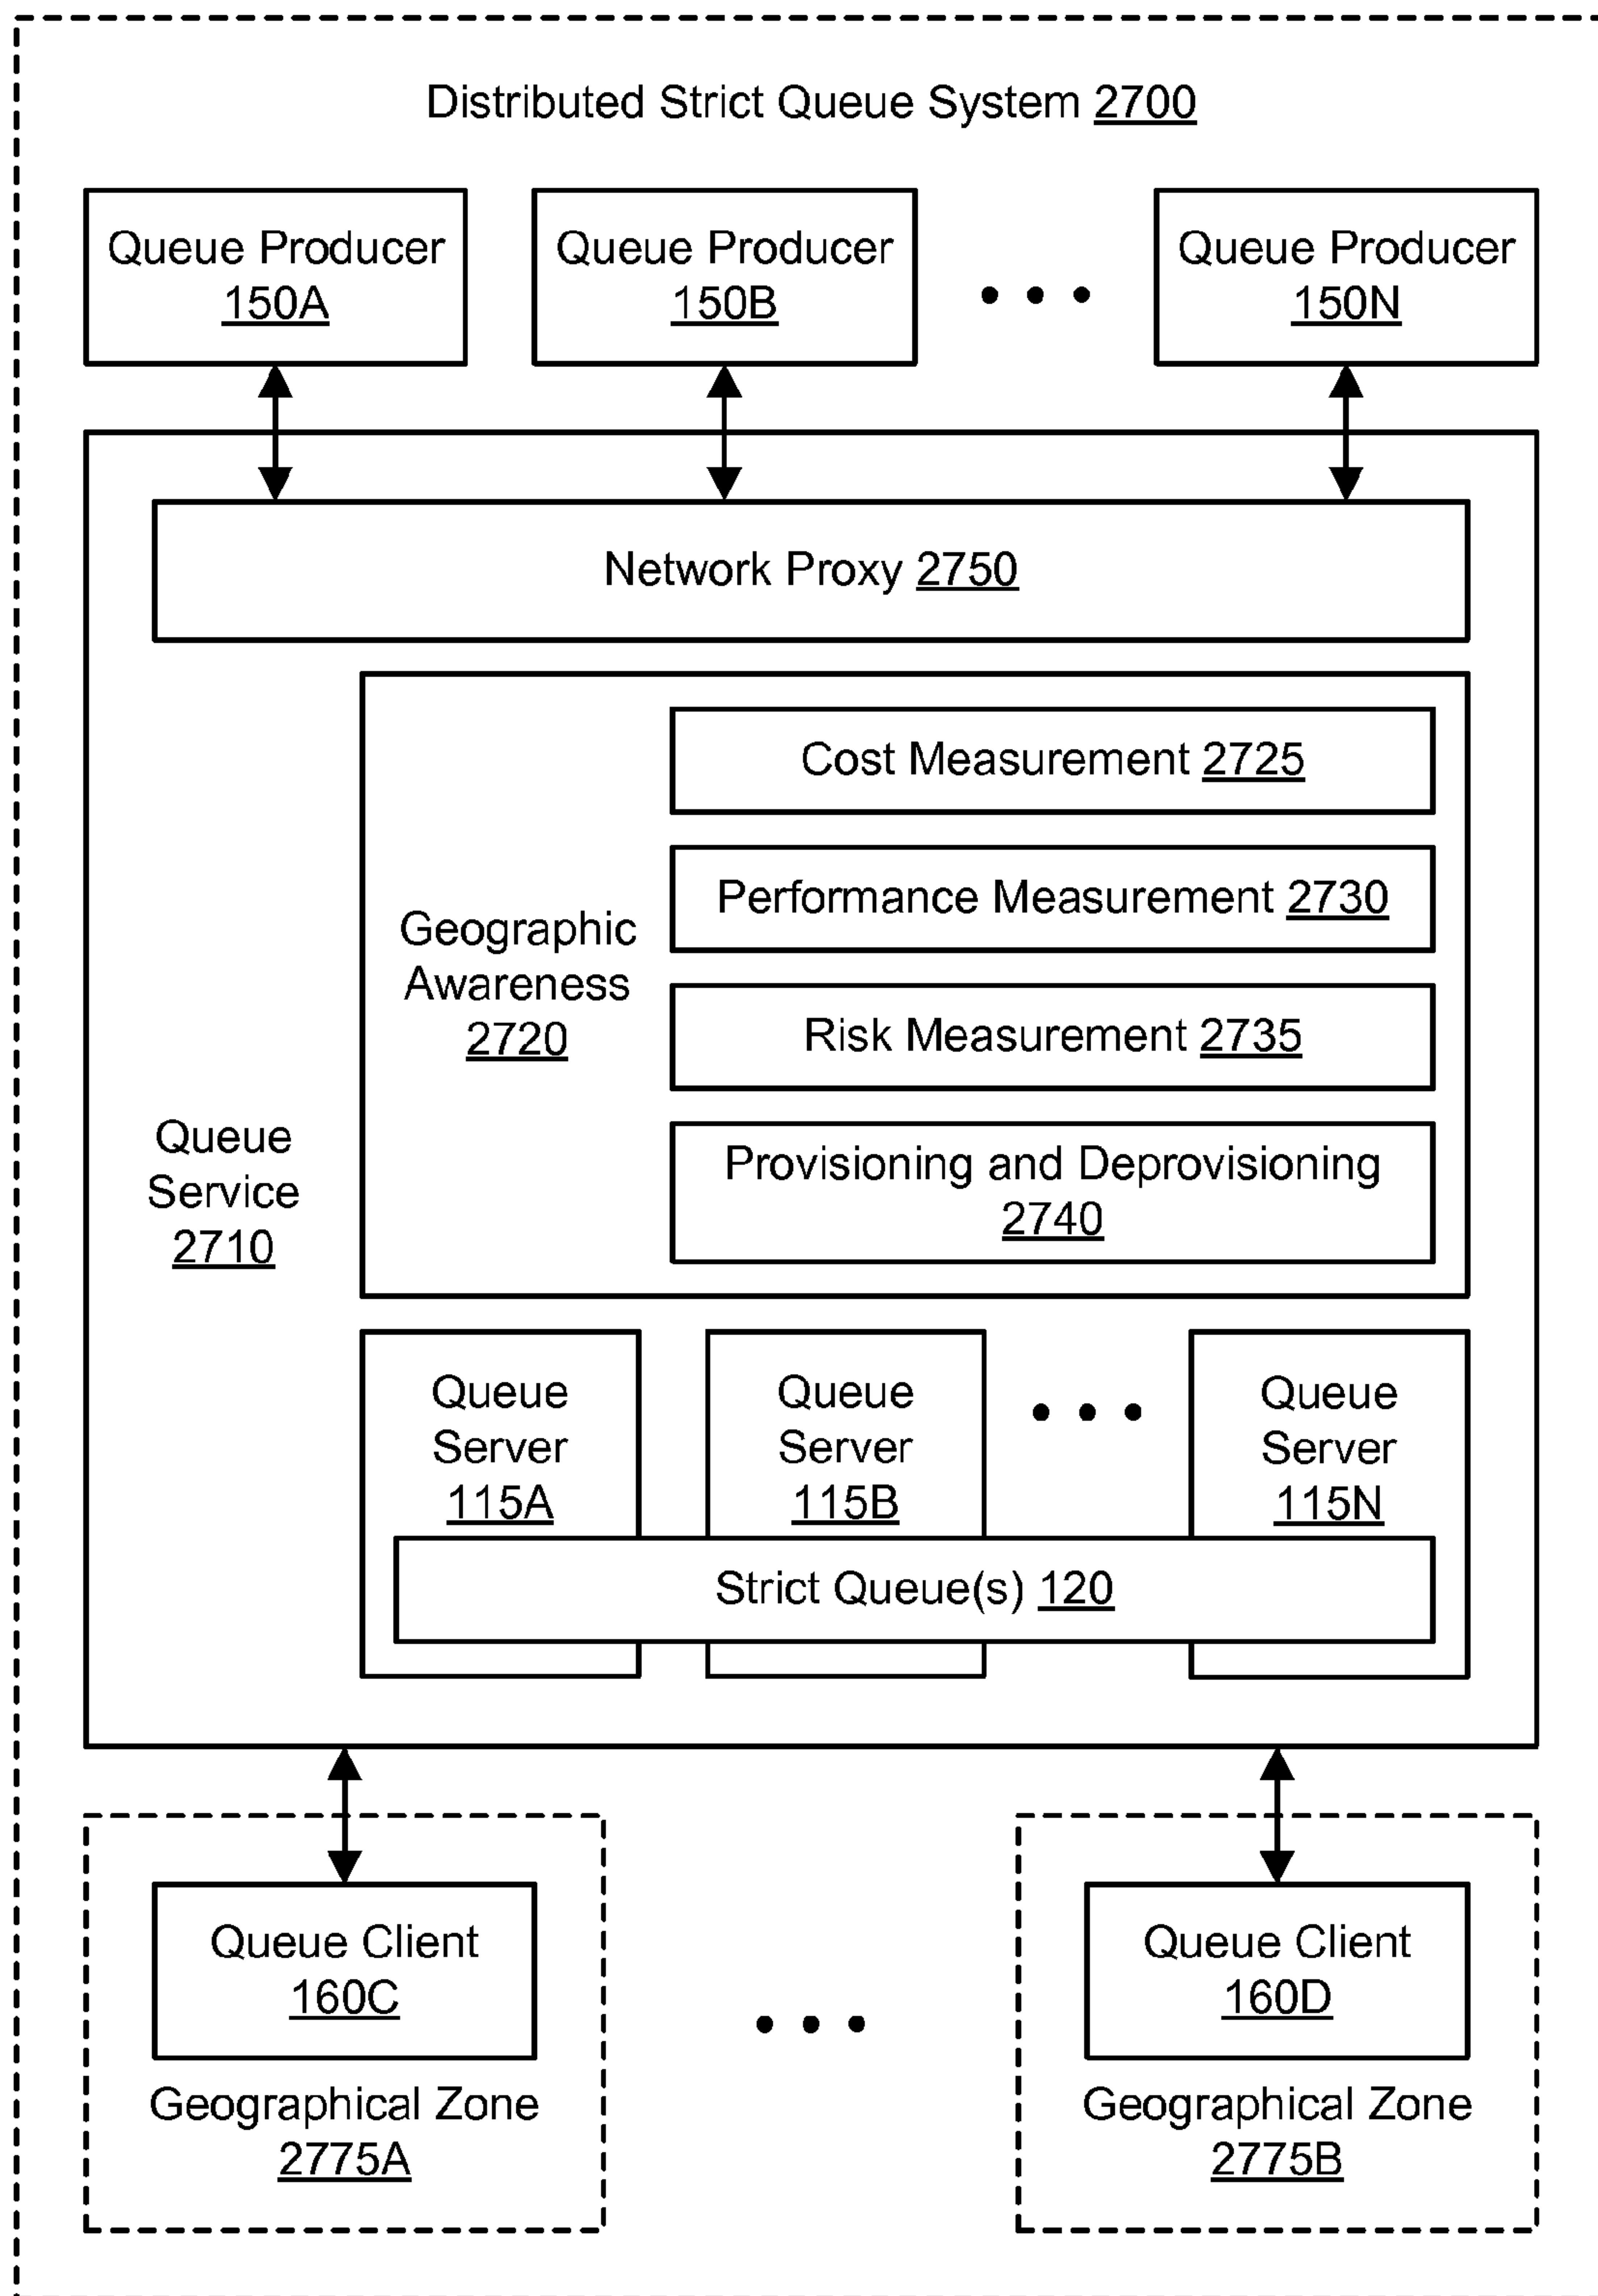 Distributed Strict Queue System 2700
Queue Producer
150A
Queue Producer
150B
Queue Producer
150N
Network Proxy 2750
Cost Measurement 2725
Performance Measurement 2730
Geographic
Awareness
2720
Risk Measurement 2735
Provisioning and Deprovisioning
2740
Queue
Service
2710
Queue
Server
115A
Queue
Server
115B
Queue
Server
115N
Strict Queue(s) 120
Queue Client
160C
Geographical Zone
2775A
Queue Client
160D
Geographical Zone
2775B